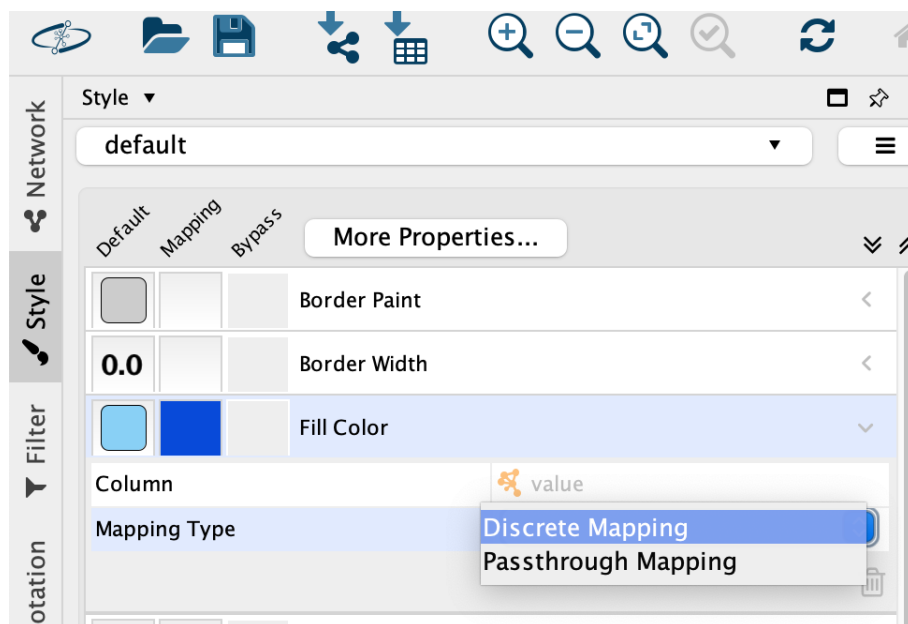 Style ▼
default
Network
Default
Mapping
Bypass
More Properties...
Style
Border Paint
0.0
Border Width
Fill Color
Filter
Column
value
Mapping Type
Discrete Mapping
Passthrough Mapping
otation